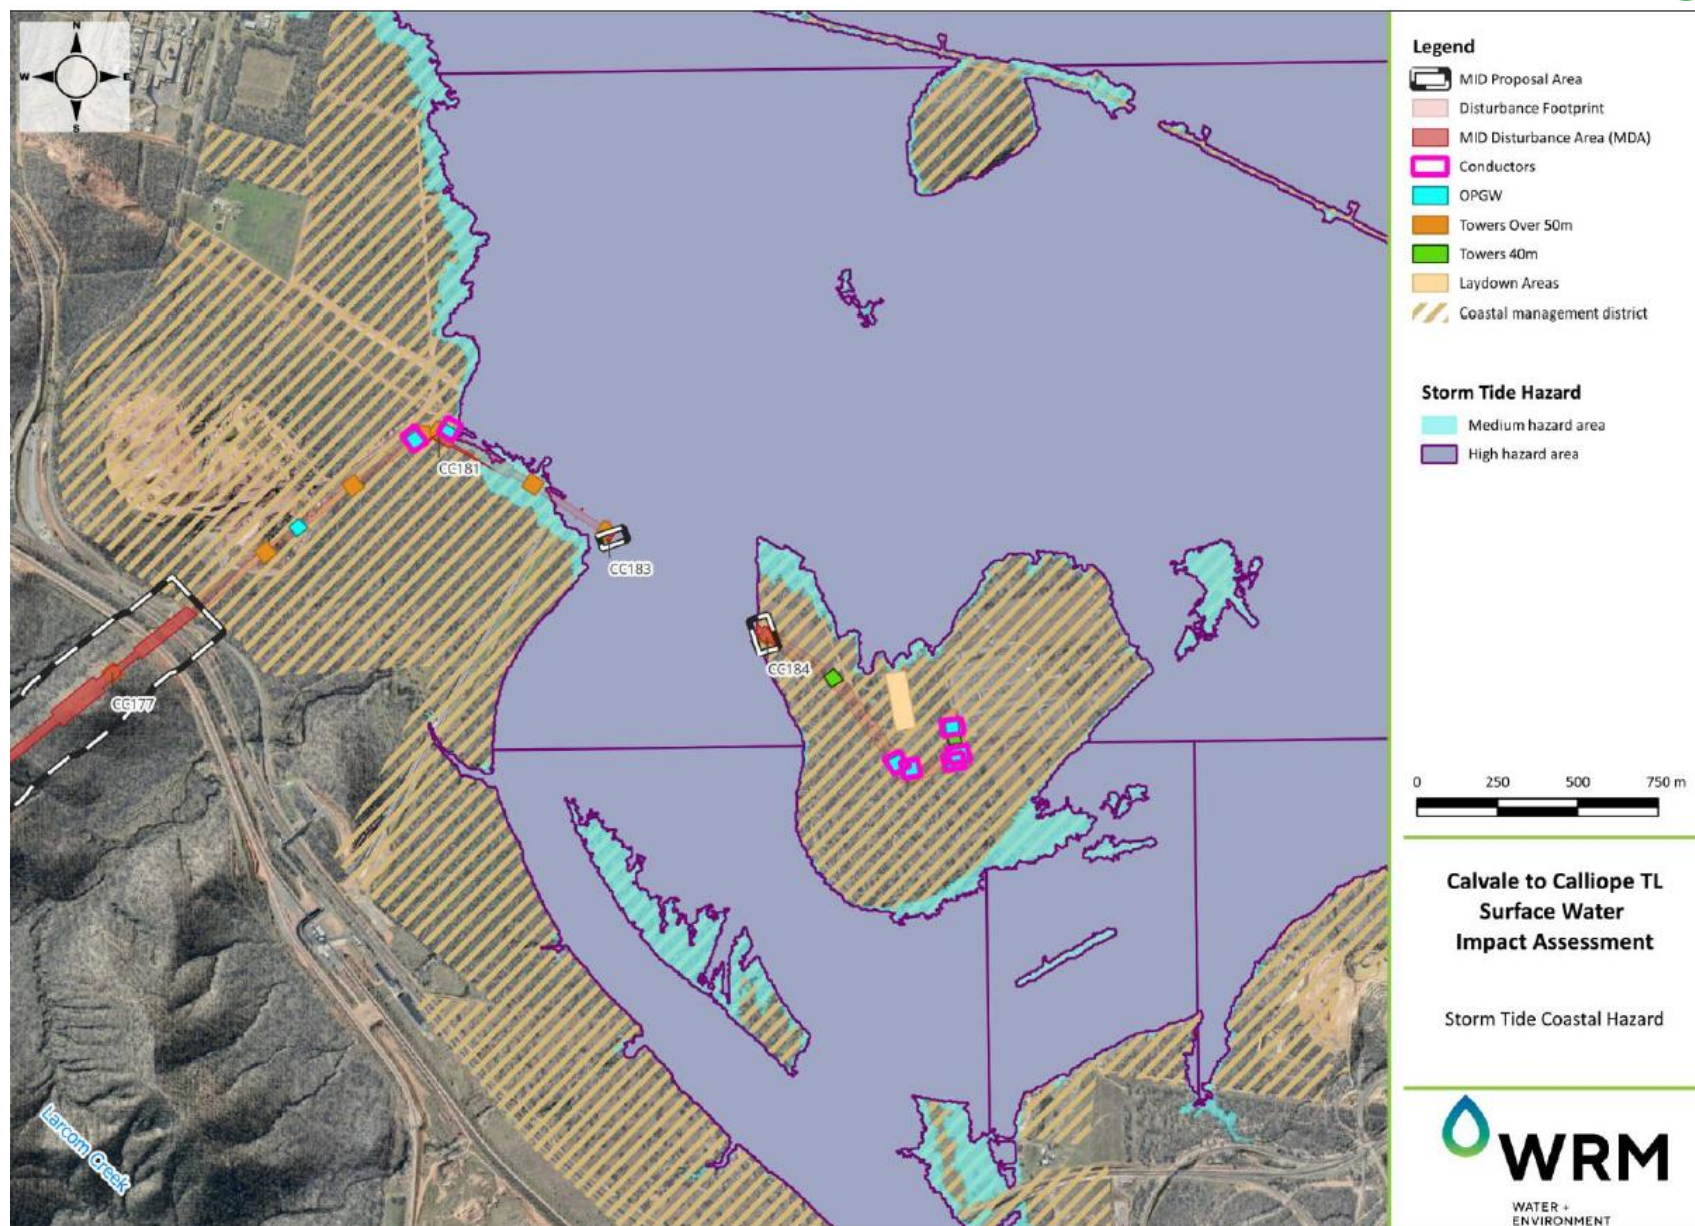 N
W
E
S
CC181
CC183
CC184
CC177
Larcom Creek
Legend
MID Proposal Area
Disturbance Footprint
MID Disturbance Area (MDA)
Conductors
OPGW
Towers Over 50m
Towers 40m
Laydown Areas
Coastal management district
Storm Tide Hazard
Medium hazard area
High hazard area
0 250 500 750 m
Calvale to Calliope TL
Surface Water
Impact Assessment
Storm Tide Coastal Hazard
WRM
WATER +
ENVIRONMENT